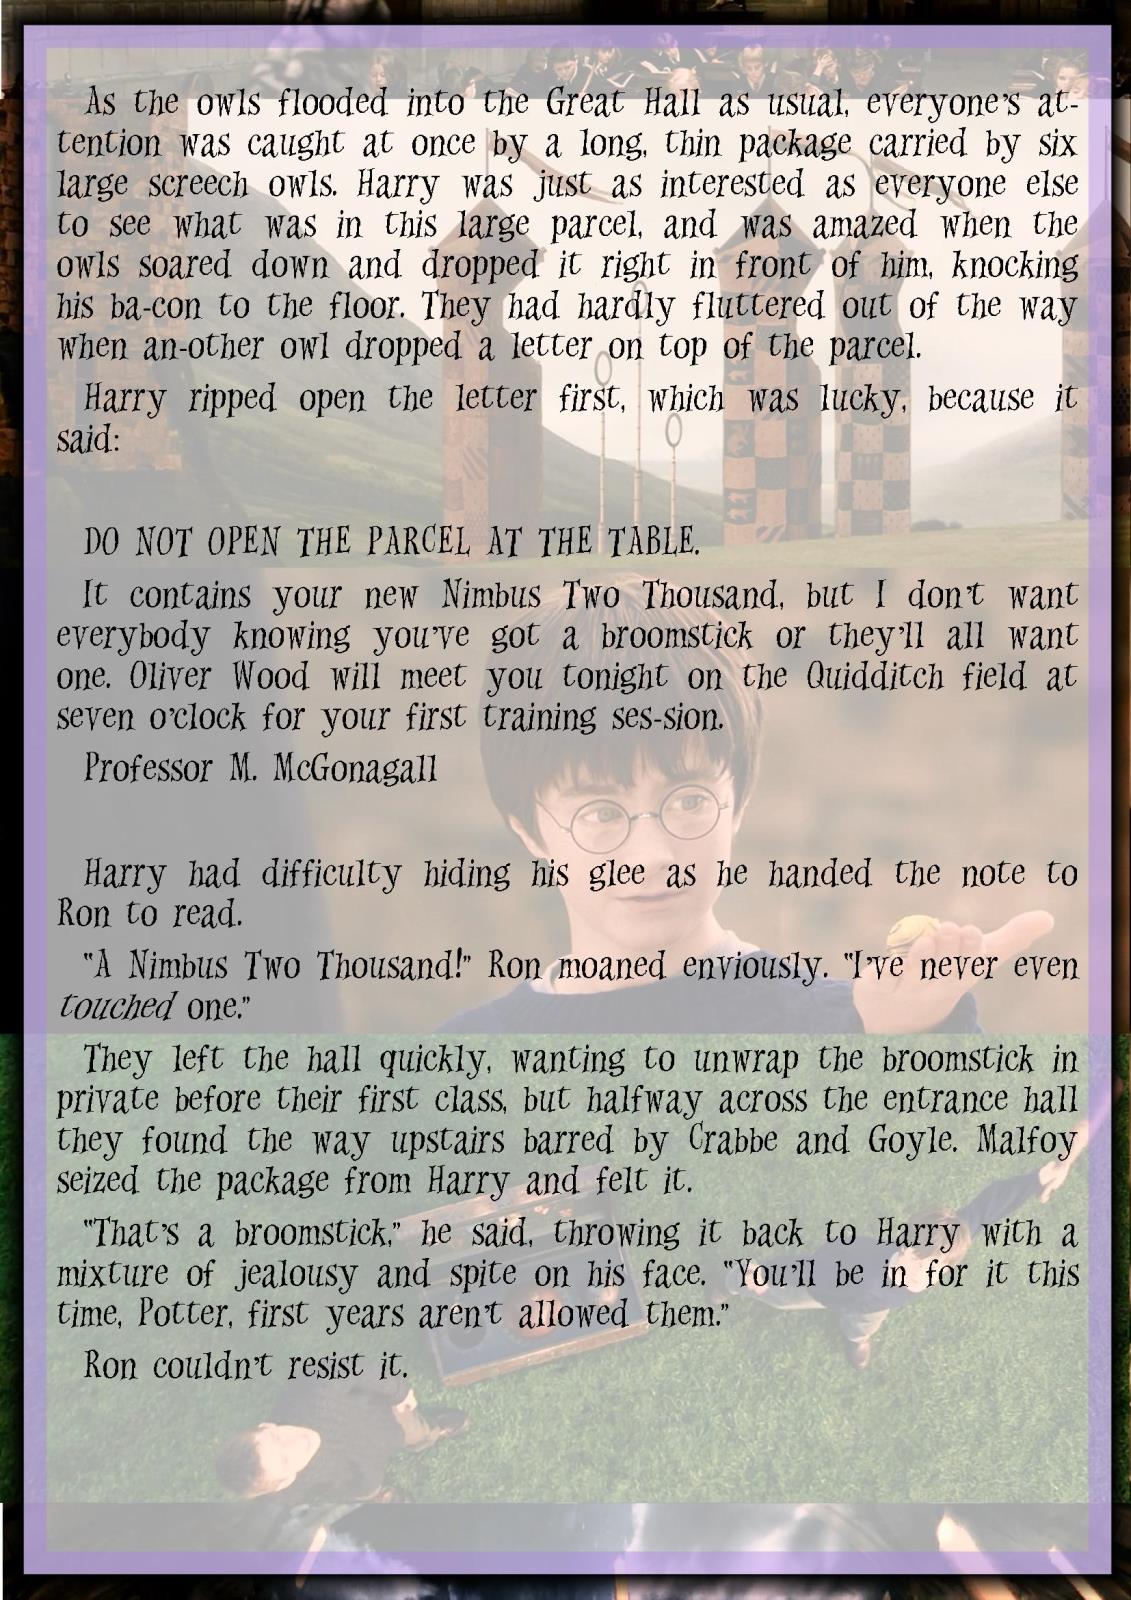 As the owls flooded into the Great Hall as usual, everyone's at-
tention was caught at once by a long, thin package carried by six
large screech owls. Harry was just as interested as everyone else
to see what was in this large parcel, and was amazed when the
owls soared down and dropped it right in front of him, knocking
his ba-con to the floor. They had hardly fluttered out of the way
when an-other owl dropped a letter on top of the parcel.
Harry ripped open the letter first, which was lucky, because it
said:
DO NOT OPEN THE PARCEL AT THE TABLE.
It contains your new Nimbus Two Thousand, but I don't want
everybody knowing you've got a broomstick or they'll all want
one. Oliver Wood will meet you tonight on the Quidditch field at
seven o'clock for your first training ses-sion.
Professor M. McGonagall
Harry had difficulty hiding his glee as he handed the note to
Ron to read.
"A Nimbus Two Thousand!" Ron moaned enviously. "I've never even
touched one."
They left the hall quickly, wanting to unwrap the broomstick in
private before their first class, but halfway across the entrance hall
they found the way upstairs barred by Crabbe and Goyle. Malfoy
seized the package from Harry and felt it.
"That's a broomstick," he said, throwing it back to Harry with a
mixture of jealousy and spite on his face. "You'll be in for it this
time, Potter, first years aren't allowed them."
Ron couldn't resist it.